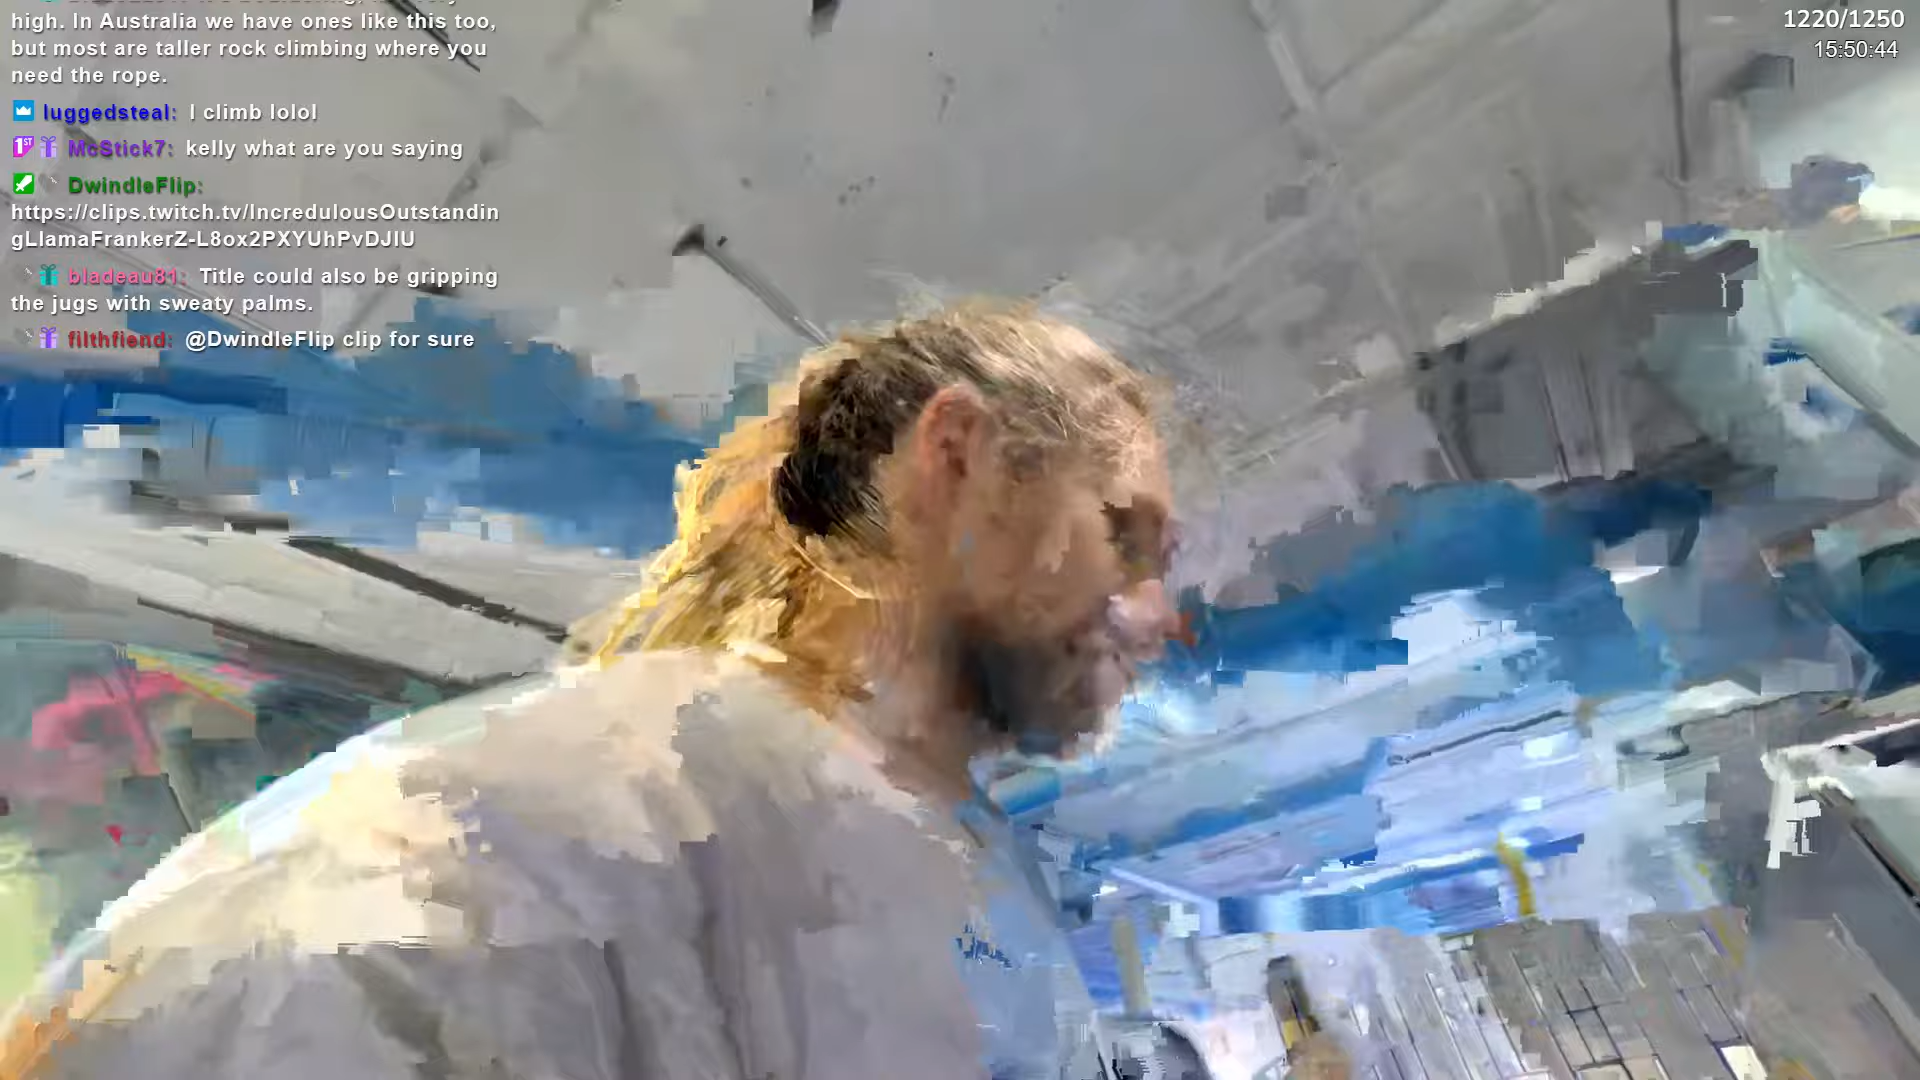 high. In Australia we have ones like this too,
but most are taller rock climbing where you
need the rope.
luggedsteal: I climb lolol
1ST McStick7: kelly what are you saying
DwindleFlip:
https://clips.twitch.tv/IncredulousOutstandin
gLlamaFrankerZ-L8ox2PXYUhPvDJIU
bladeau81: Title could also be gripping
the jugs with sweaty palms.
filthfiend: @DwindleFlip clip for sure
1220/1250
15:50:44